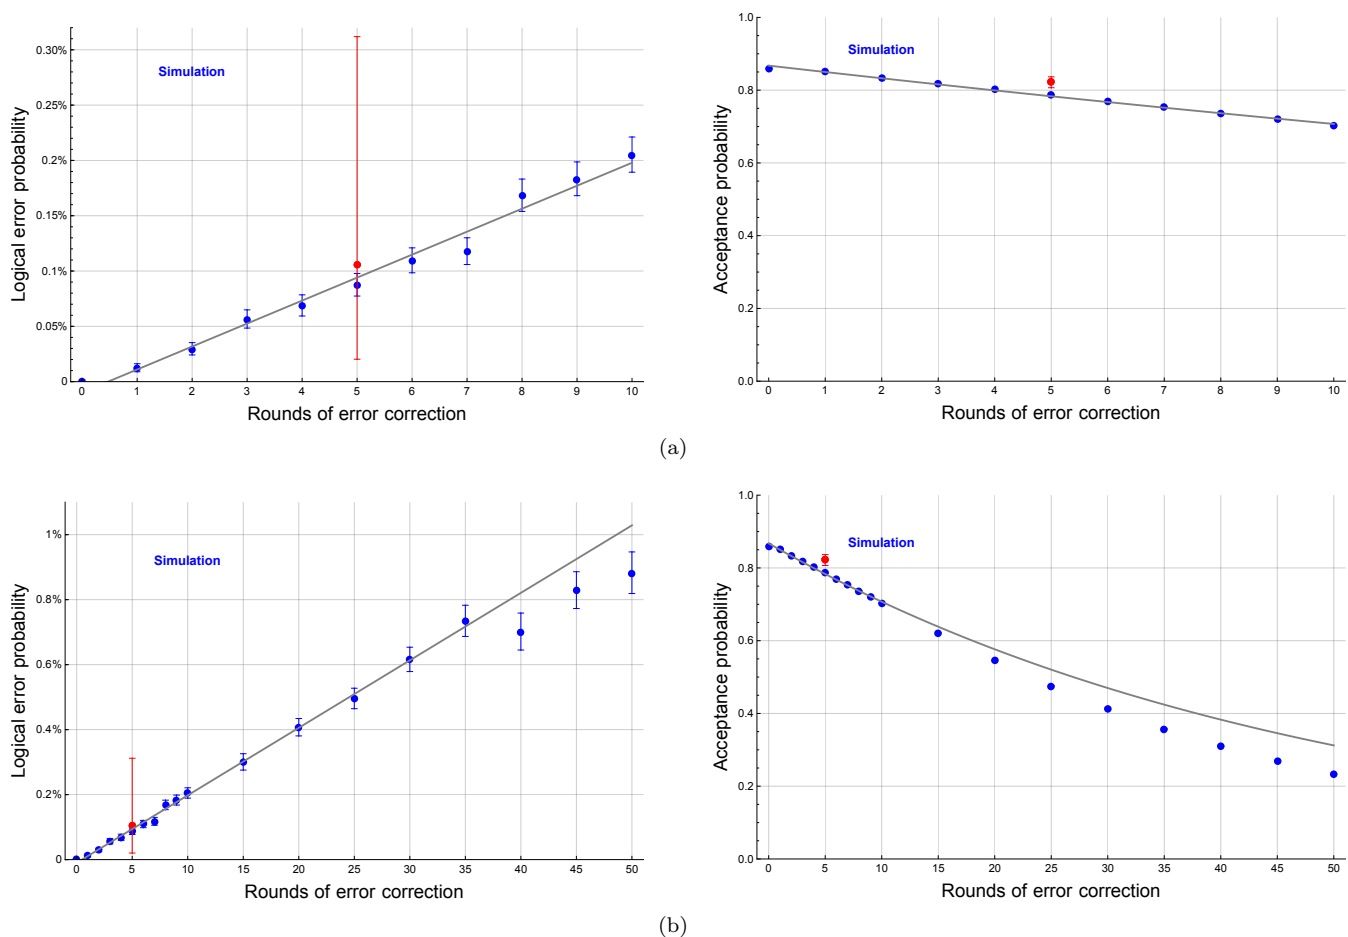 Logical error probability
0.30%
0.25%
0.2%
0.15%
0.1%
0.05%
0
Simulation
0 1 2 3 4 5 6 7 8 9 10
Rounds of error correction
Acceptance probability
1.0
0.8
0.6
0.4
0.2
0.0
Simulation
0 1 2 3 4 5 6 7 8 9 10
Rounds of error correction
(a)
Logical error probability
1%
0.8%
0.6%
0.4%
0.2%
0
Simulation
0 5 10 15 20 25 30 35 40 45 50
Rounds of error correction
Acceptance probability
1.0
0.8
0.6
0.4
0.2
0.0
Simulation
0 5 10 15 20 25 30 35 40 45 50
Rounds of error correction
(b)